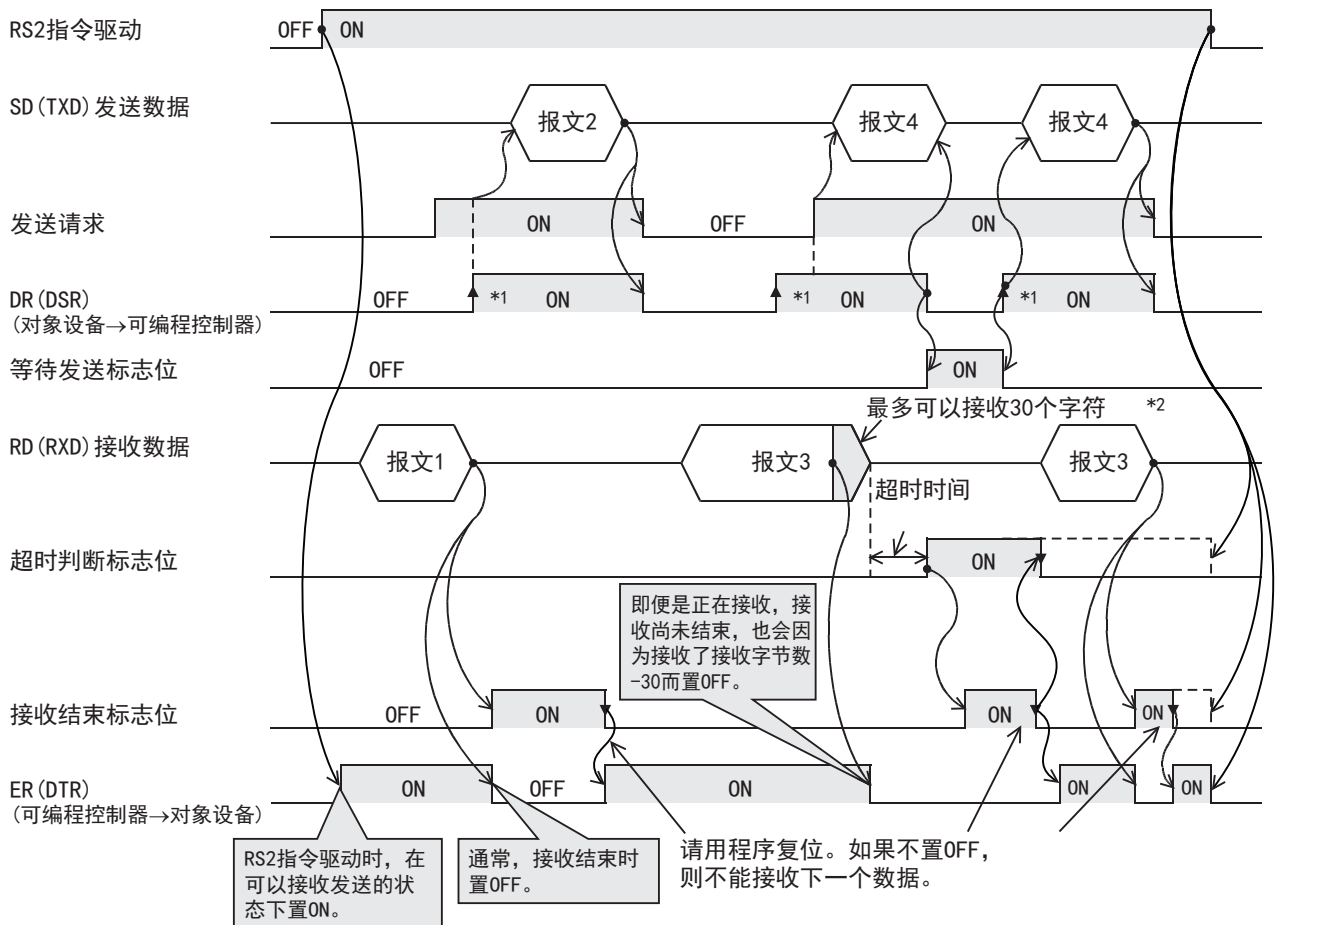 RS2指令驱动
OFF
ON
SD(TXD)发送数据
报文2
报文4
报文4
发送请求
ON
OFF
ON
DR(DSR)
(对象设备→可编程控制器)
OFF
*1 ON
*1 ON
*1 ON
等待发送标志位
OFF
ON
最多可以接收30个字符 *2
RD(RXD)接收数据
报文1
报文3
报文3
超时时间
超时判断标志位
ON
即便是正在接收，接
收尚未结束，也会因
为接收了接收字节数
-30而置OFF。
接收结束标志位
OFF
ON
ON
ON
ER(DTR)
(可编程控制器→对象设备)
ON
OFF
ON
ON
ON
RS2指令驱动时，在
可以接收发送的状
态下置ON。
通常，接收结束时
置OFF。
请用程序复位。如果不置OFF，
则不能接收下一个数据。